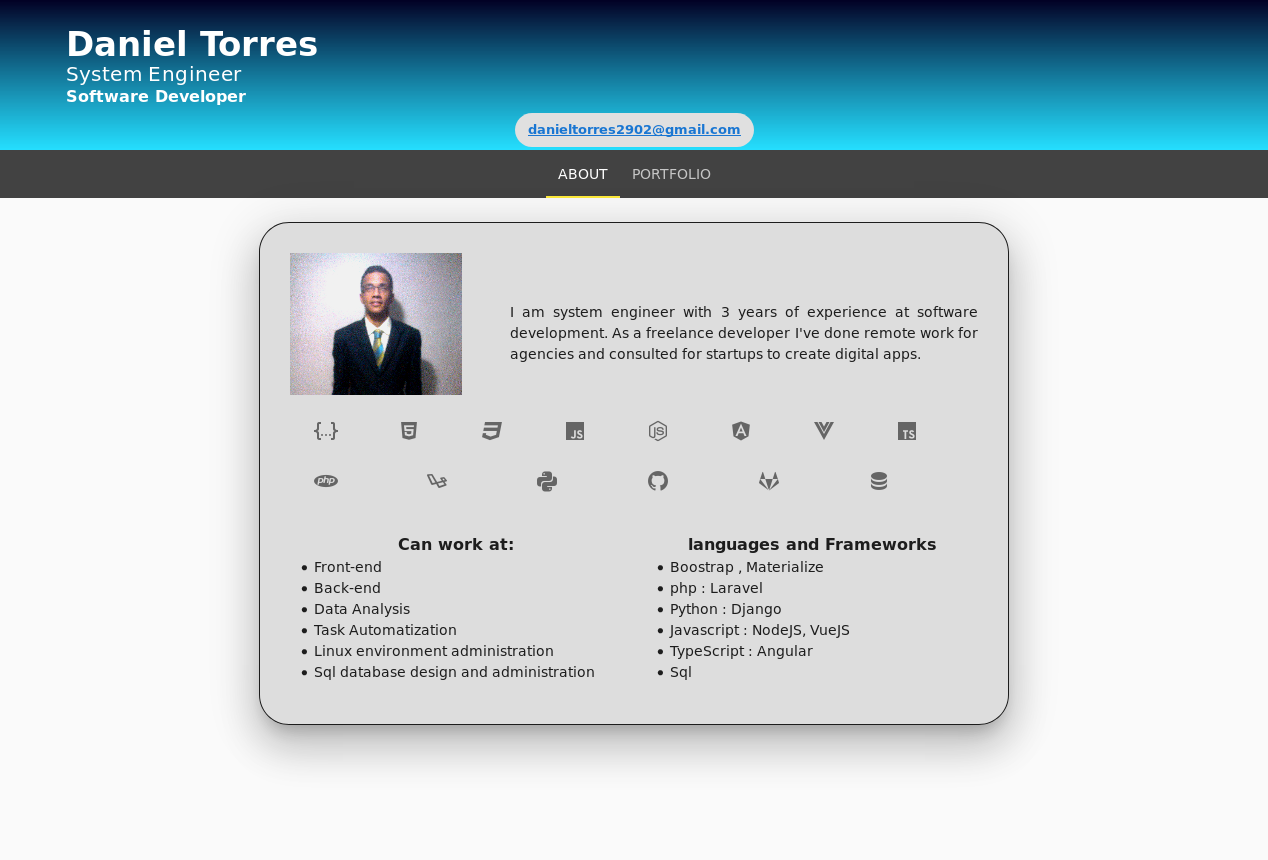 Daniel Torres
System Engineer
Software Developer
danieltorres2902@gmail.com
ABOUT PORTFOLIO
I am system engineer with 3 years of experience at software
development. As a freelance developer I've done remote work for
agencies and consulted for startups to create digital apps.
{...} 5 3 JS JS A TS
php
Can work at:
• Front-end
• Back-end
• Data Analysis
• Task Automatization
• Linux environment administration
• Sql database design and administration
languages and Frameworks
• Boostrap , Materialize
• php : Laravel
• Python : Django
• Javascript : NodeJS, VueJS
• TypeScript : Angular
• Sql